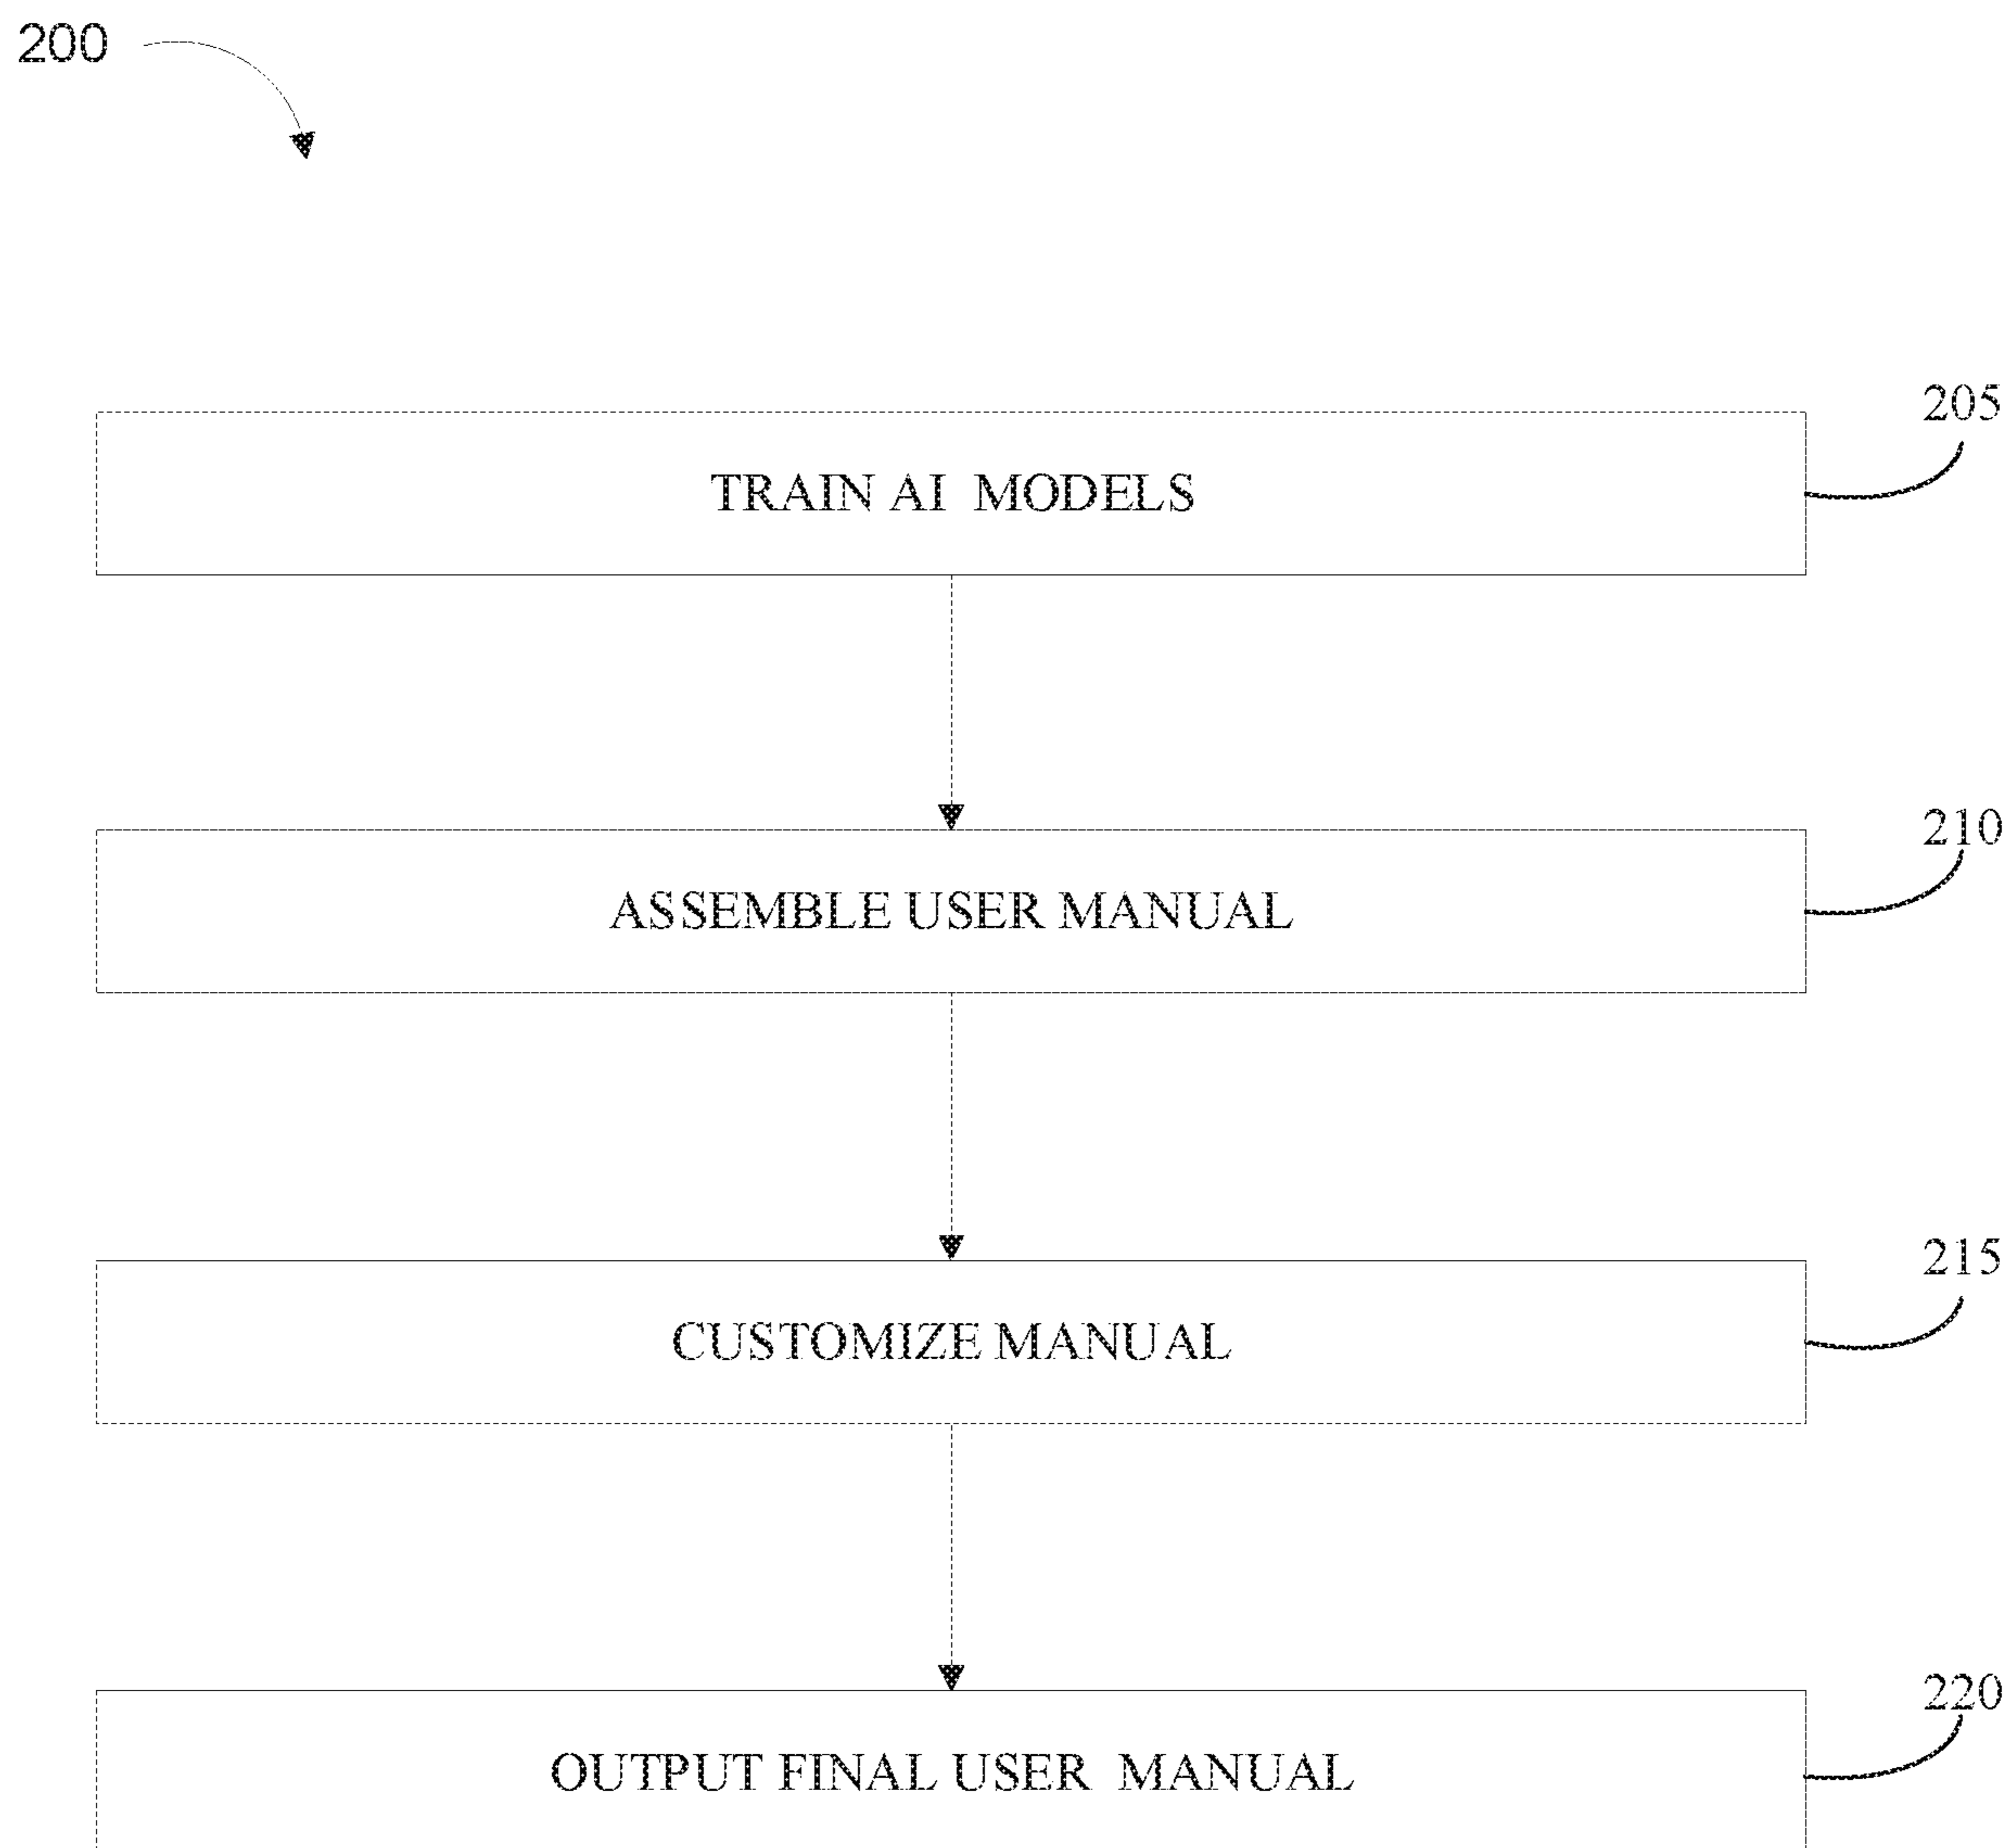 200
205
TRAIN AI MODELS
210
ASSEMBLE USER MANUAL
215
CUSTOMIZE MANUAL
220
OUTPUT FINAL USER MANUAL